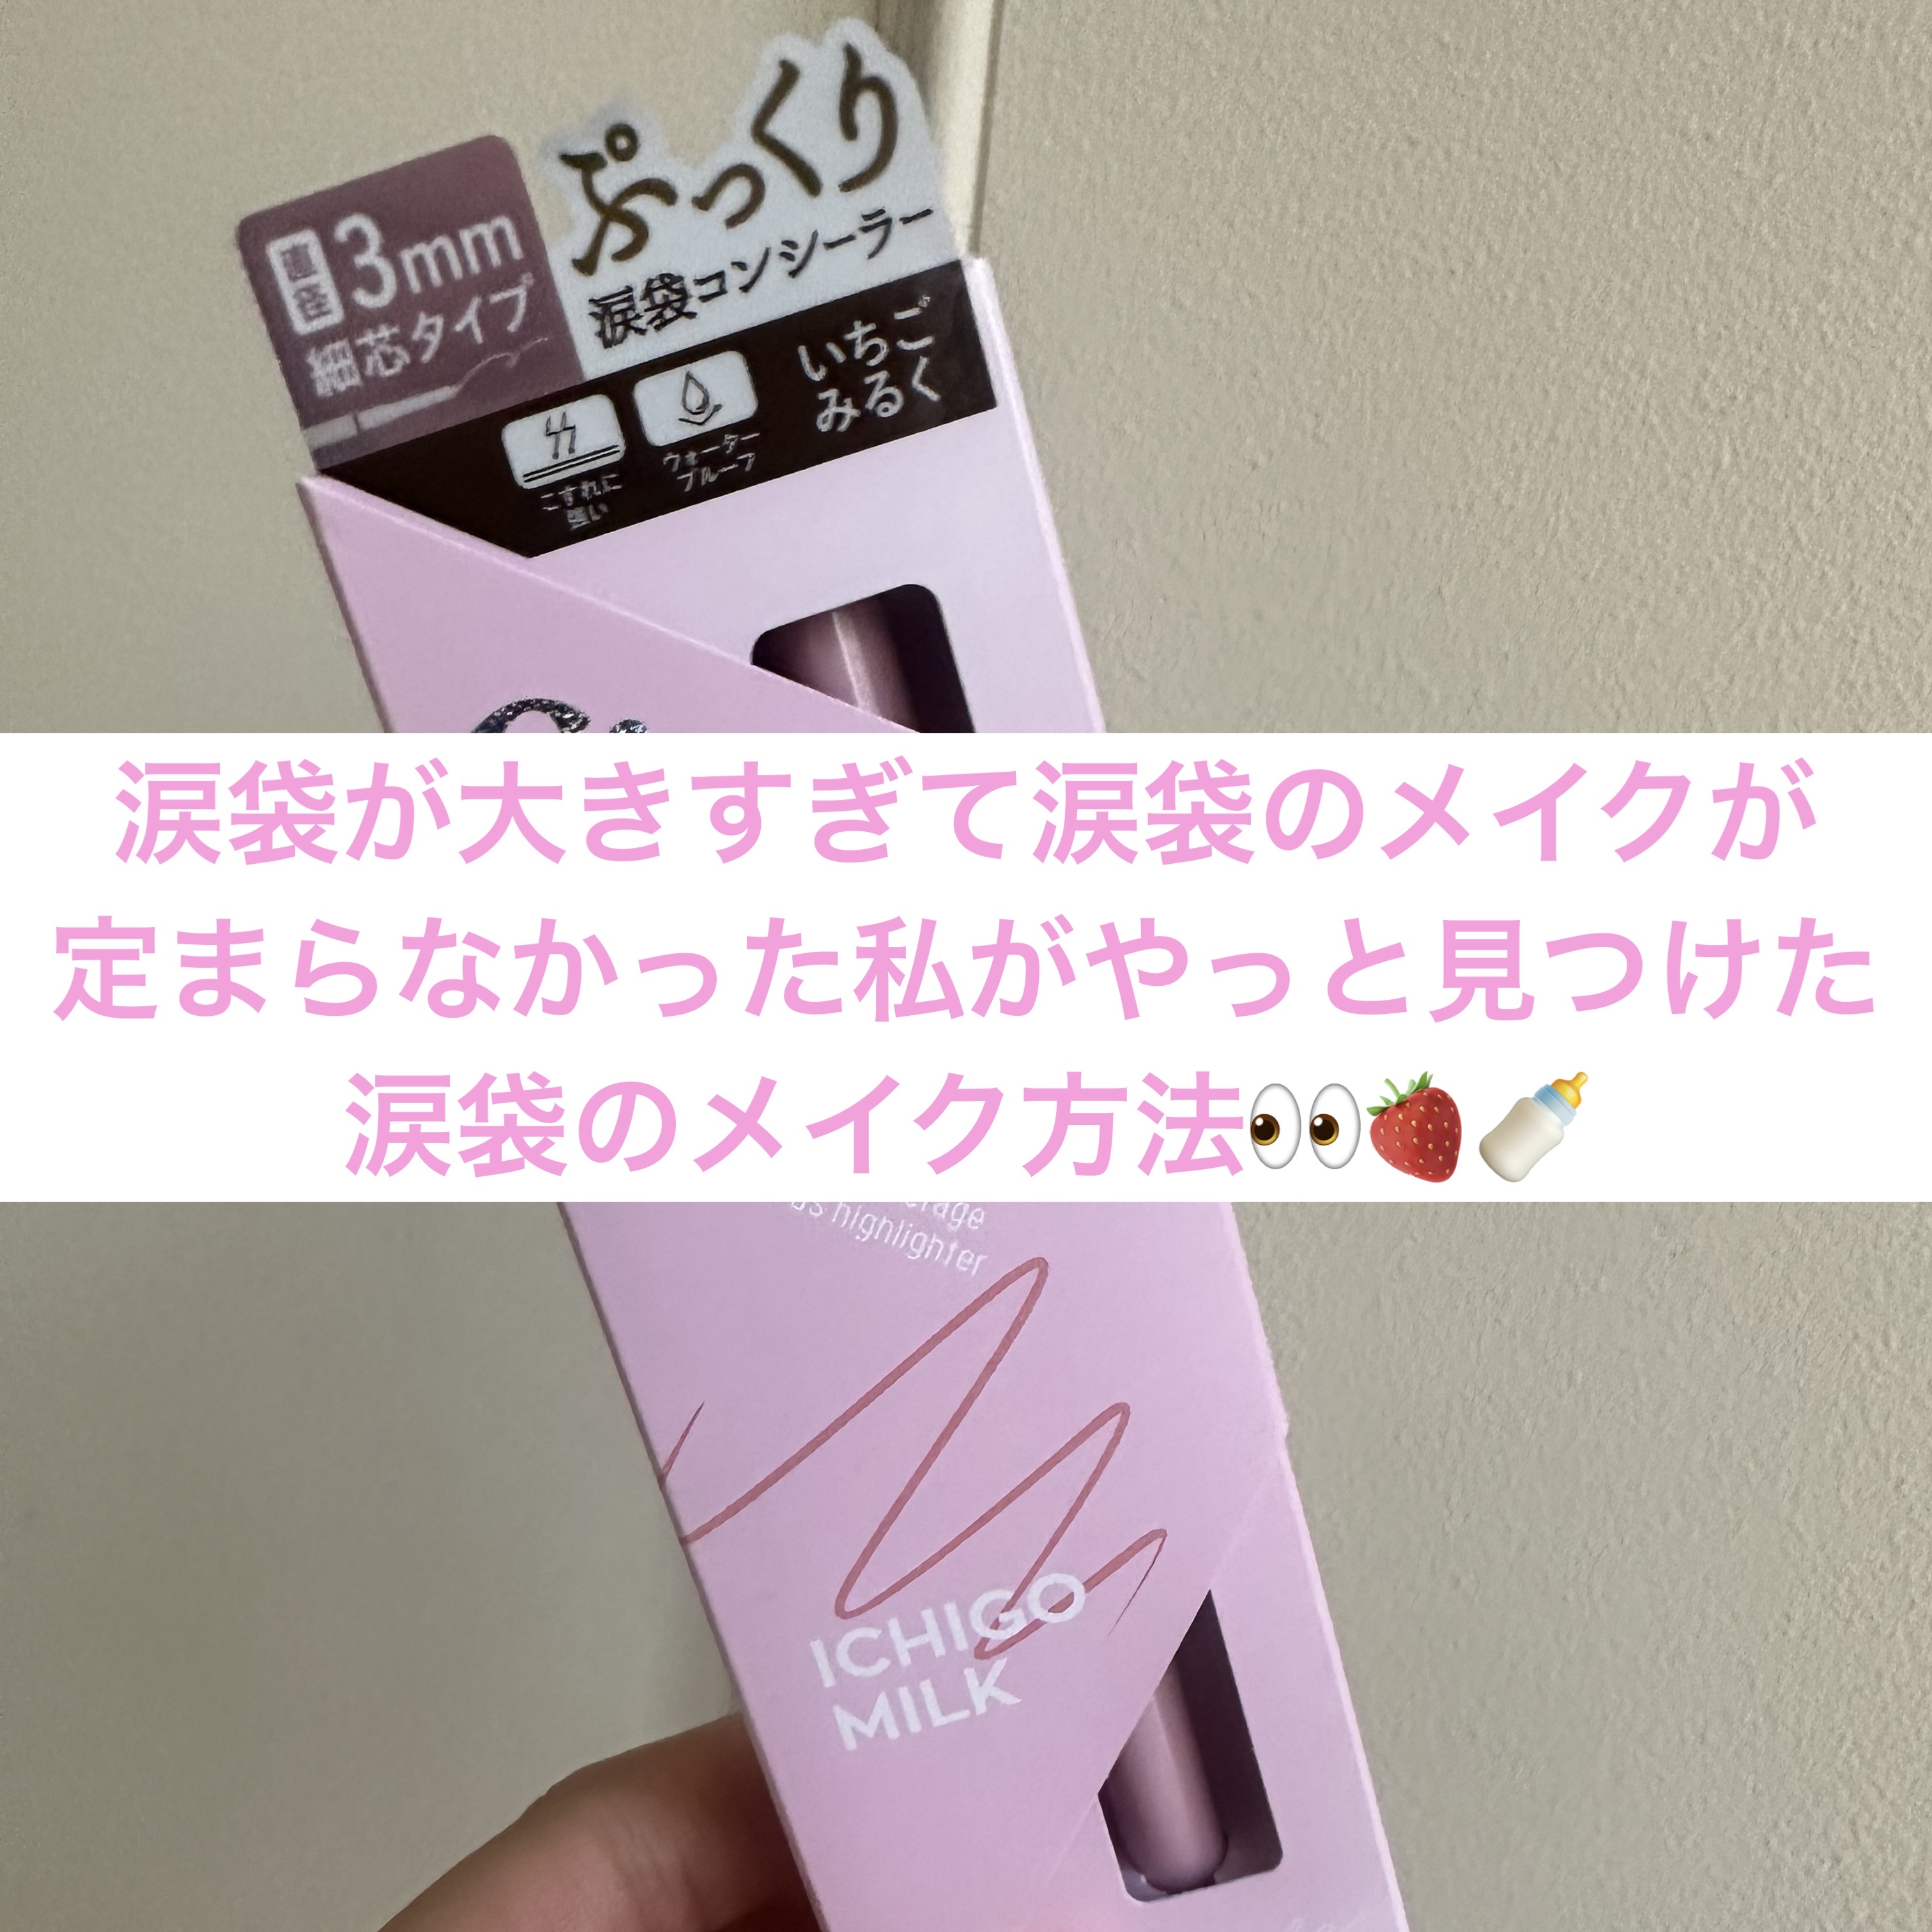 直径
3mm
細芯タイプ
ぷっくり
涙袋コンシーラー
こすれに
強い
ウォーター
プルーフ
いちご
みるく
涙袋が大きすぎて涙袋のメイクが
定まらなかった私がやっと見つけた
涙袋のメイク方法👀🍓🍼
highlighter
ICHIGO
MILK